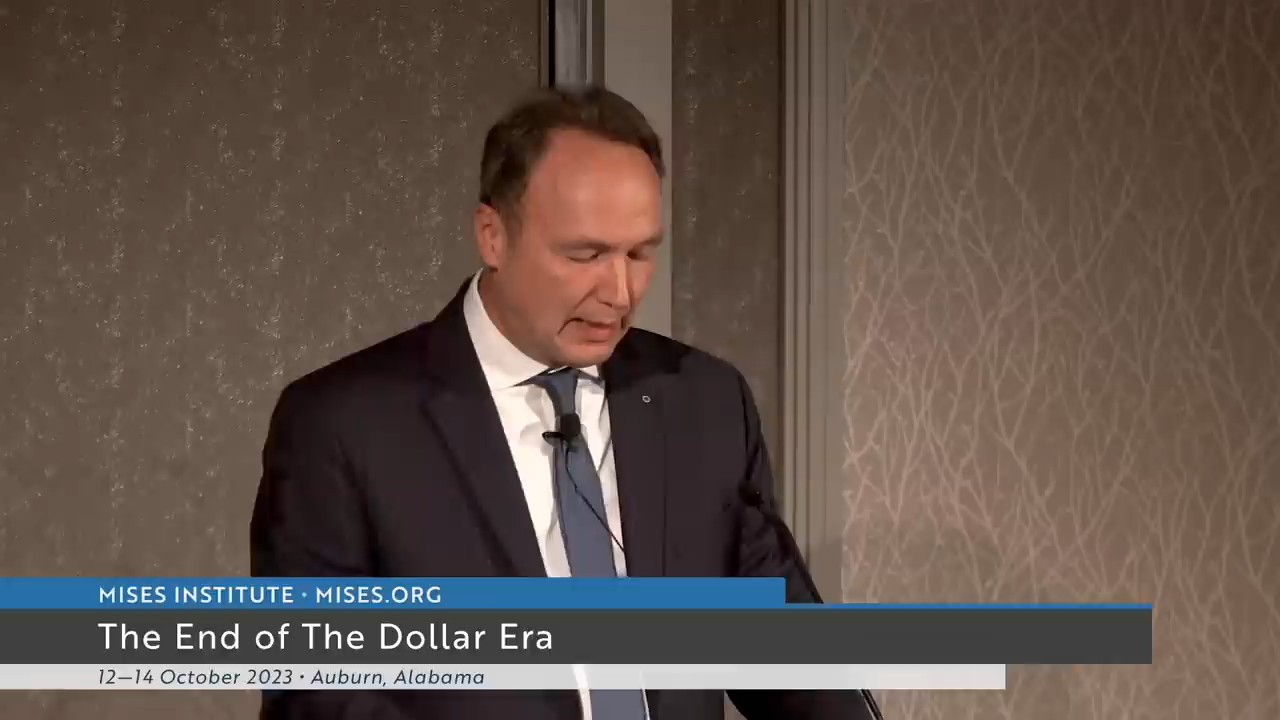 MISES INSTITUTE • MISES.ORG
The End of The Dollar Era
12—14 October 2023 • Auburn, Alabama